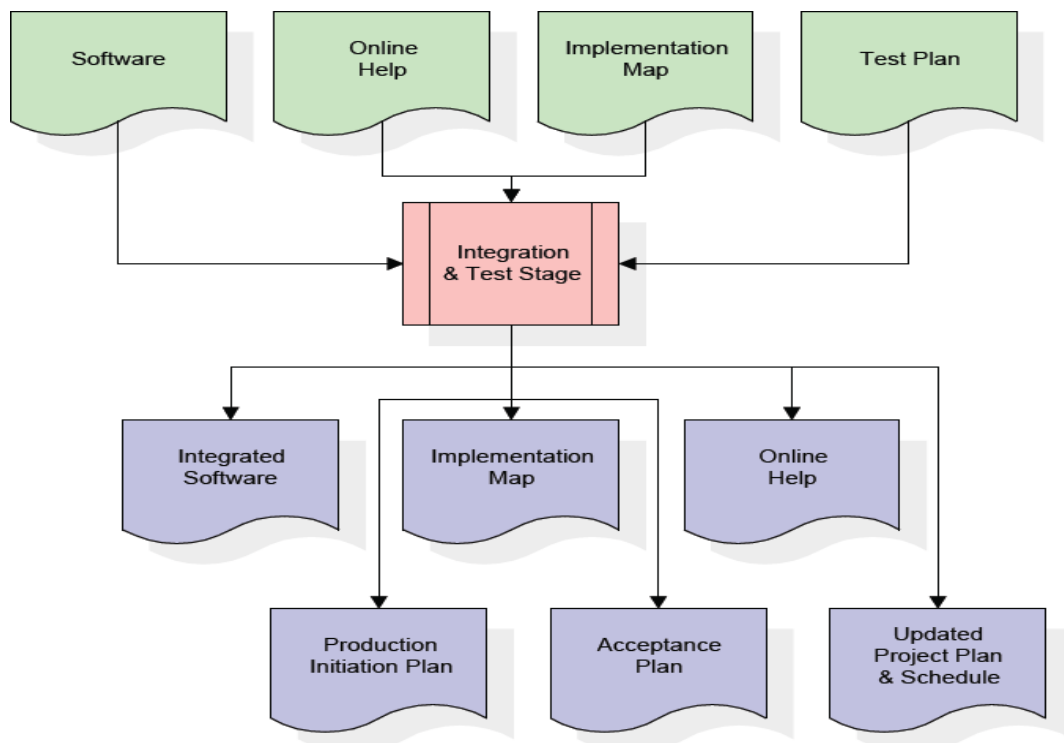 Software
Online
Help
Implementation
Map
Test Plan
Integration
& Test Stage
Integrated
Software
Implementation
Map
Online
Help
Production
Initiation Plan
Acceptance
Plan
Updated
Project Plan
& Schedule